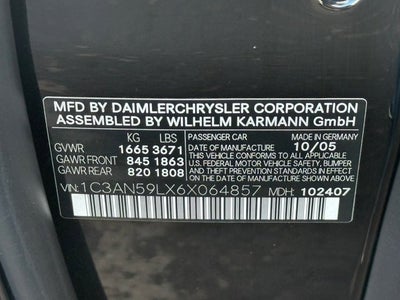 MFD BY DAIMLERCHRYSLER CORPORATION
ASSEMBLED BY WILHELM KARMANN GmbH
KG LBS PASSENGER CAR MADE IN GERMANY
GVWR 1665 3671 DATE OF MANUFACTURE 10/05
GAWR FRONT 845 1863
GAWR REAR 820 1808
THIS VEHICLE CONFORMS TO ALL APPLICABLE
U.S. FEDERAL MOTOR VEHICLE SAFETY, BUMPER
AND THEFT PREVENTION STANDARDS IN EFFECT
ON THE DATE OF MANUFACTURE SHOWN ABOVE
VIN: 1C3AN59LX6X064857 MDH: 102407